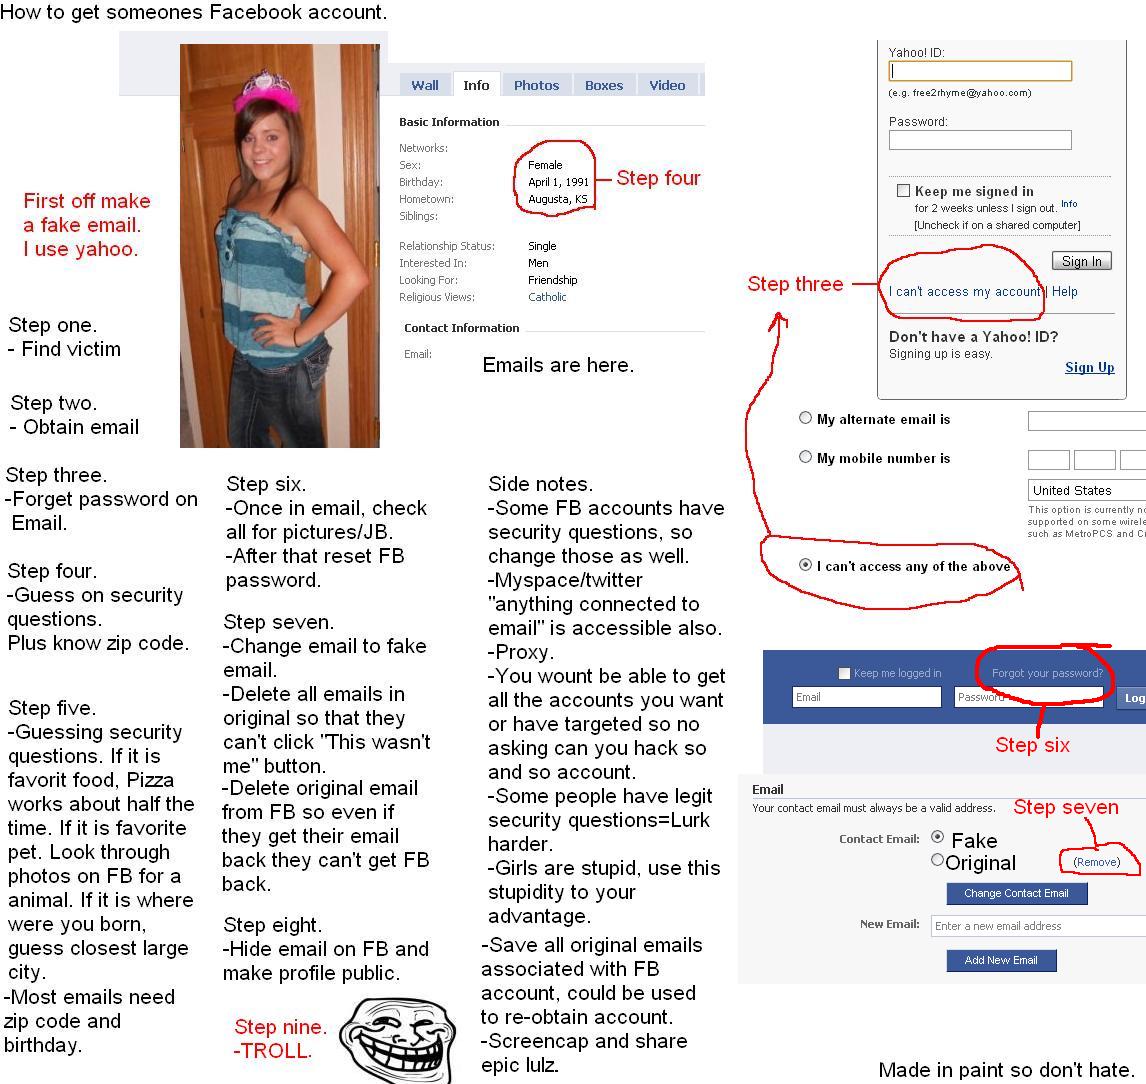 How to get someones Facebook account.
First off make
a fake email.
I use yahoo.
Step one.
- Find victim
Step two.
- Obtain email
Step three.
-Forget password on
Email.
Step four.
-Guess on security
questions.
Plus know zip code.
Step five.
-Guessing security
questions. If it is
favorit food, Pizza
works about half the
time. If it is favorite
pet. Look through
photos on FB for a
animal. If it is where
were you born,
guess closest large
city.
-Most emails need
zip code and
birthday.
Wall Info Photos Boxes Video
Basic Information
Networks:
Sex: Female
Birthday: April 1, 1991
Hometown: Augusta, KS
Siblings:
Step four
Relationship Status: Single
Interested In: Men
Looking For: Friendship
Religious Views: Catholic
Contact Information
Email:
Emails are here.
Step six.
-Once in email, check
all for pictures/JB.
-After that reset FB
password.
Step seven.
-Change email to fake
email.
-Delete all emails in
original so that they
can't click "This wasn't
me" button.
-Delete original email
from FB so even if
they get their email
back they can't get FB
back.
Step eight.
-Hide email on FB and
make profile public.
Step nine.
-TROLL.
Side notes.
-Some FB accounts have
security questions, so
change those as well.
-Myspace/twitter
"anything connected to
email" is accessible also.
-Proxy.
-You wount be able to get
all the accounts you want
or have targeted so no
asking can you hack so
and so account.
-Some people have legit
security questions=Lurk
harder.
-Girls are stupid, use this
stupidity to your
advantage.
-Save all original emails
associated with FB
account, could be used
to re-obtain account.
-Screencap and share
epic lulz.
Yahoo! ID:
(e.g. free2rhyme@yahoo.com)
Password:
Keep me signed in
for 2 weeks unless I sign out. Info
[Uncheck if on a shared computer]
Sign In
Step three
I can't access my account | Help
Don't have a Yahoo! ID?
Signing up is easy.
Sign Up
My alternate email is
My mobile number is
United States
This option is currently no
supported on some wirele
such as MetroPCS and C
I can't access any of the above
Keep me logged in Forgot your password?
Email Password Log
Step six
Email
Your contact email must always be a valid address.
Step seven
Contact Email: Fake
Original (Remove)
Change Contact Email
New Email: Enter a new email address
Add New Email
Made in paint so don't hate.